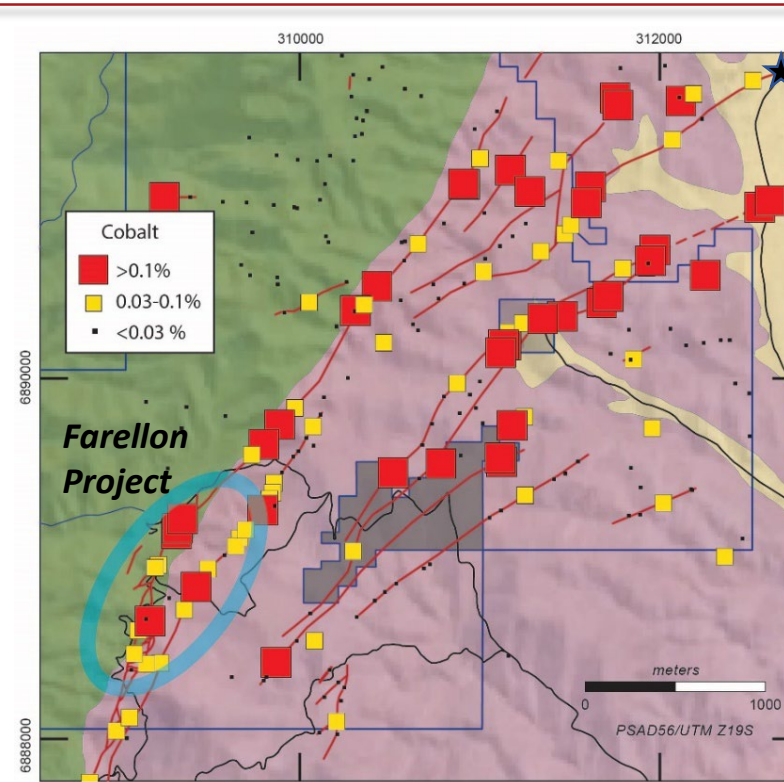 310000
312000
Cobalt
>0.1%
0.03-0.1%
<0.03 %
6890000
Farellon
Project
meters
0
1000
PSAD56/UTM Z19S
6888000